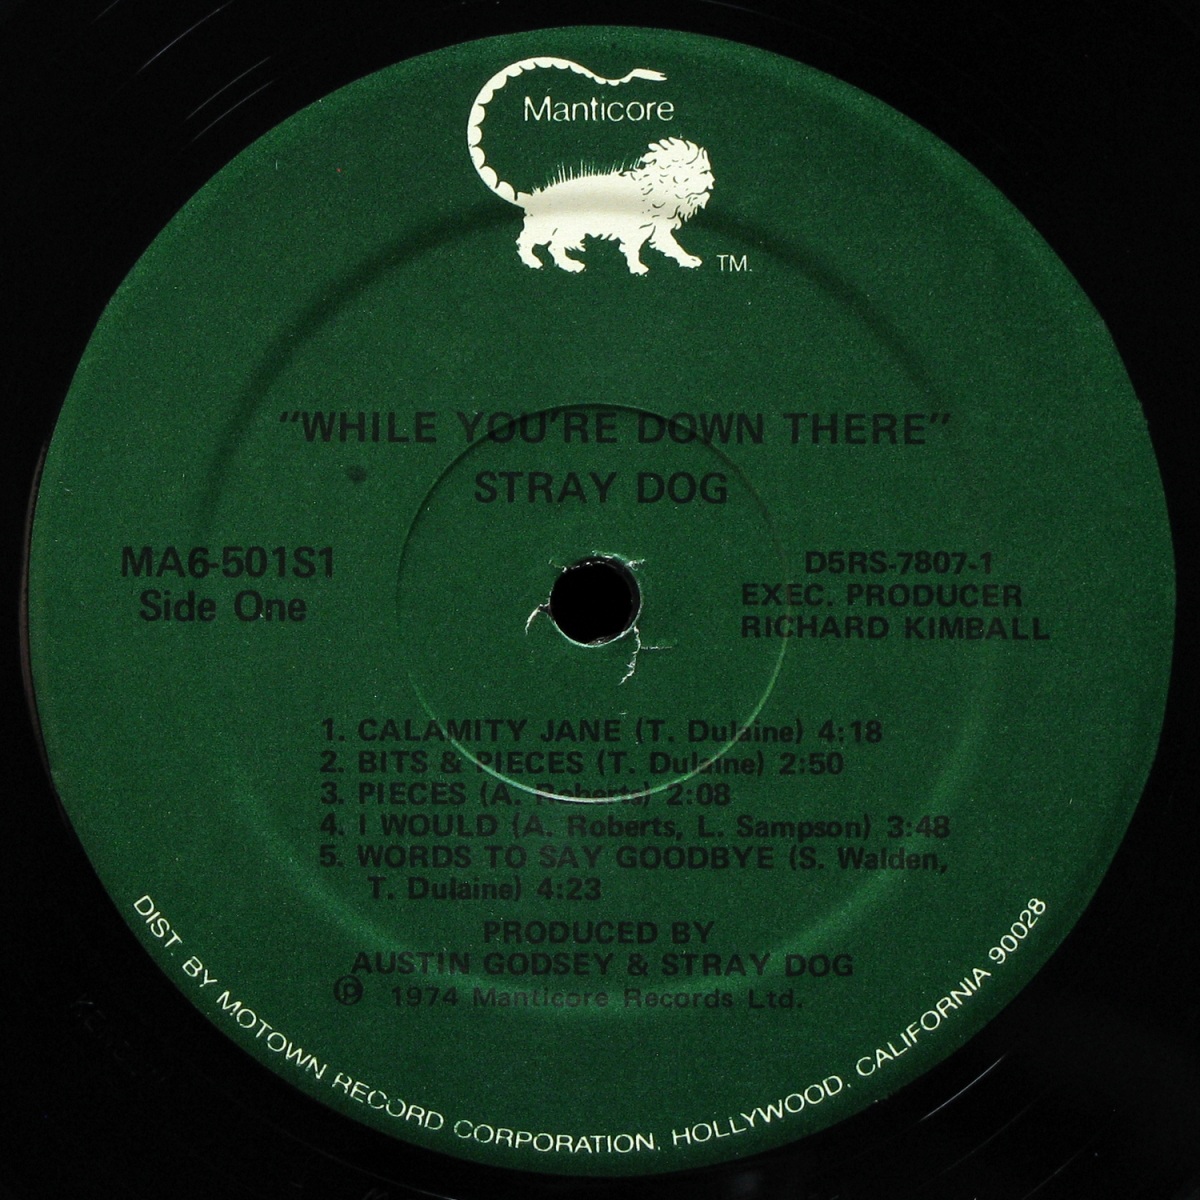 Manticore
TM.
"WHILE YOU'RE DOWN THERE"
STRAY DOG
MA6-501S1
Side One
D5RS-7807-1
EXEC. PRODUCER
RICHARD KIMBALL
1. CALAMITY JANE (T. Dulaine) 4:18
2. BITS & PIECES (T. Dulaine) 2:50
3. PIECES (A. Roberts) 2:08
4. I WOULD (A. Roberts, L. Sampson) 3:48
5. WORDS TO SAY GOODBYE (S. Walden,
T. Dulaine) 4:23
PRODUCED BY
AUSTIN GODSEY & STRAY DOG
℗ 1974 Manticore Records Ltd.
DIST. BY MOTOWN RECORD CORPORATION, HOLLYWOOD, CALIFORNIA 90028